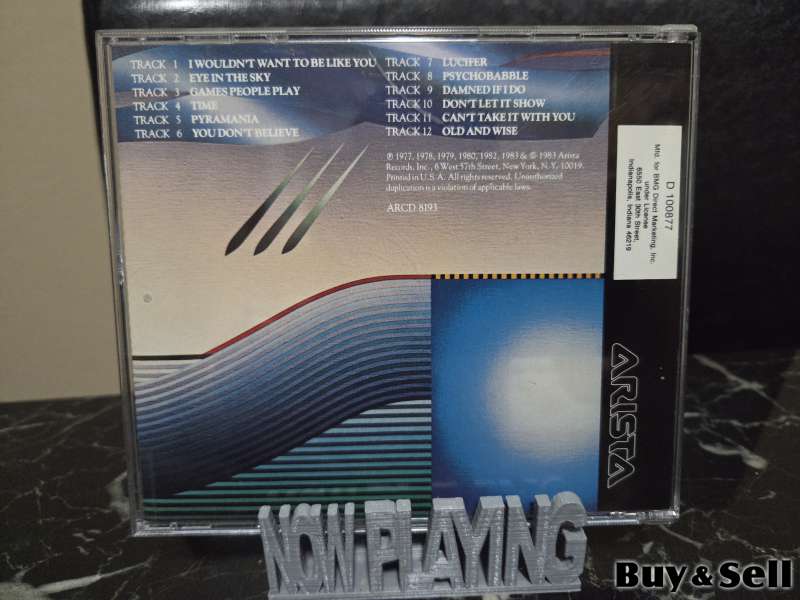 TRACK 1 I WOULDN'T WANT TO BE LIKE YOU
TRACK 2 EYE IN THE SKY
TRACK 3 GAMES PEOPLE PLAY
TRACK 4 TIME
TRACK 5 PYRAMANIA
TRACK 6 YOU DON'T BELIEVE
TRACK 7 LUCIFER
TRACK 8 PSYCHOBABBLE
TRACK 9 DAMNED IF I DO
TRACK 10 DON'T LET IT SHOW
TRACK 11 CAN'T TAKE IT WITH YOU
TRACK 12 OLD AND WISE
℗ 1977, 1978, 1979, 1980, 1982, 1983 & © 1983 Arista
Records, Inc., 6 West 57th Street, New York, N.Y. 10019.
Printed in U.S.A. All rights reserved. Unauthorized
duplication is a violation of applicable laws.
ARCD 8193
D 100877
Mfd. for BMG Direct Marketing, Inc.
under License
6550 East 30th Street,
Indianapolis, Indiana 46219
ARISTA
NOW PLAYING
Buy & Sell